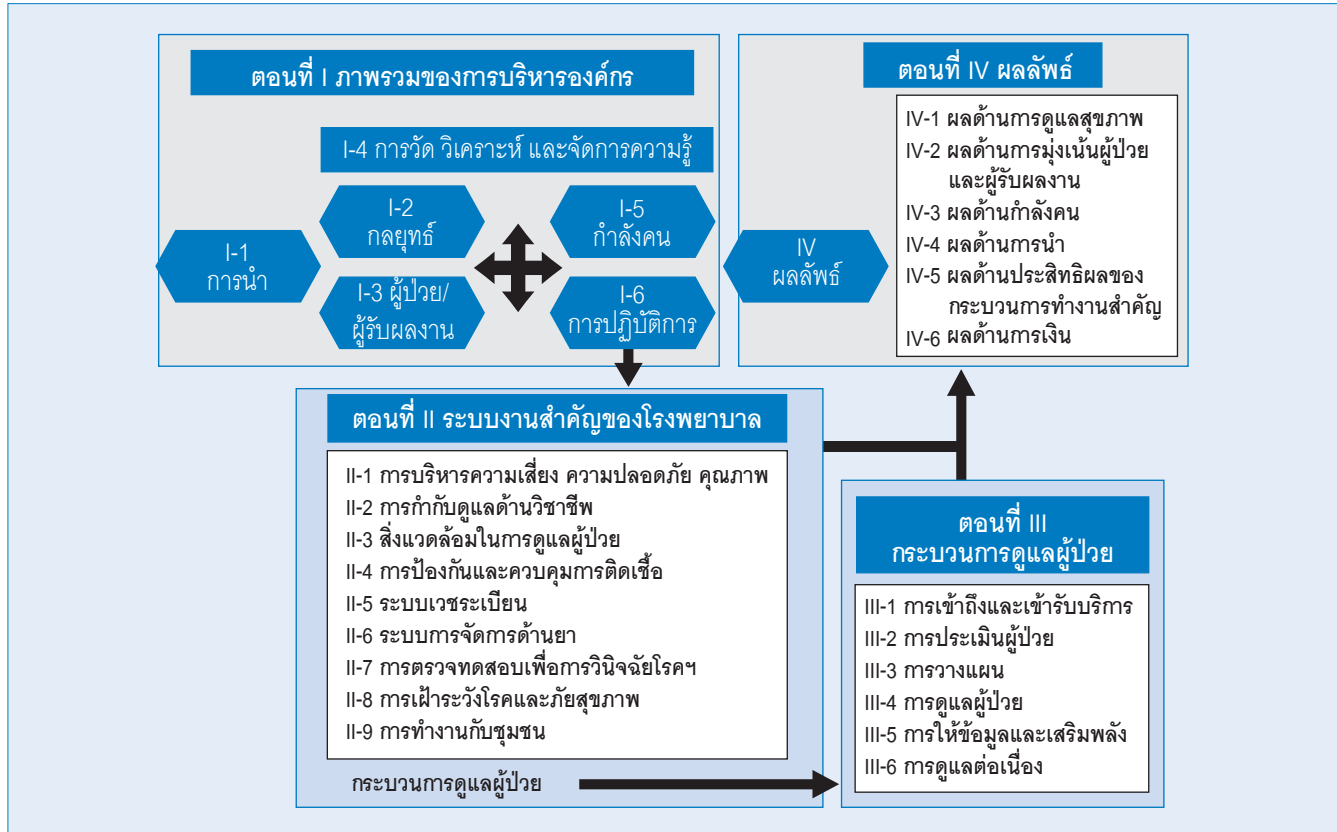 ตอนที่ I ภาพรวมของการบริหารองค์กร
I-4 การวัด วิเคราะห์ และจัดการความรู้
I-1
การนำ
I-2
กลยุทธ์
I-3 ผู้ป่วย/
ผู้รับผลงาน
I-5
กำลังคน
I-6
การปฏิบัติการ
ตอนที่ IV ผลลัพธ์
IV
ผลลัพธ์
IV-1 ผลด้านการดูแลสุขภาพ
IV-2 ผลด้านการมุ่งเน้นผู้ป่วย
และผู้รับผลงาน
IV-3 ผลด้านกำลังคน
IV-4 ผลด้านการนำ
IV-5 ผลด้านประสิทธิผลของ
กระบวนการทำงานสำคัญ
IV-6 ผลด้านการเงิน
ตอนที่ II ระบบงานสำคัญของโรงพยาบาล
II-1 การบริหารความเสี่ยง ความปลอดภัย คุณภาพ
II-2 การกำกับดูแลด้านวิชาชีพ
II-3 สิ่งแวดล้อมในการดูแลผู้ป่วย
II-4 การป้องกันและควบคุมการติดเชื้อ
II-5 ระบบเวชระเบียน
II-6 ระบบการจัดการด้านยา
II-7 การตรวจทดสอบเพื่อการวินิจฉัยโรคฯ
II-8 การเฝ้าระวังโรคและภัยสุขภาพ
II-9 การทำงานกับชุมชน
กระบวนการดูแลผู้ป่วย
ตอนที่ III
กระบวนการดูแลผู้ป่วย
III-1 การเข้าถึงและเข้ารับบริการ
III-2 การประเมินผู้ป่วย
III-3 การวางแผน
III-4 การดูแลผู้ป่วย
III-5 การให้ข้อมูลและเสริมพลัง
III-6 การดูแลต่อเนื่อง